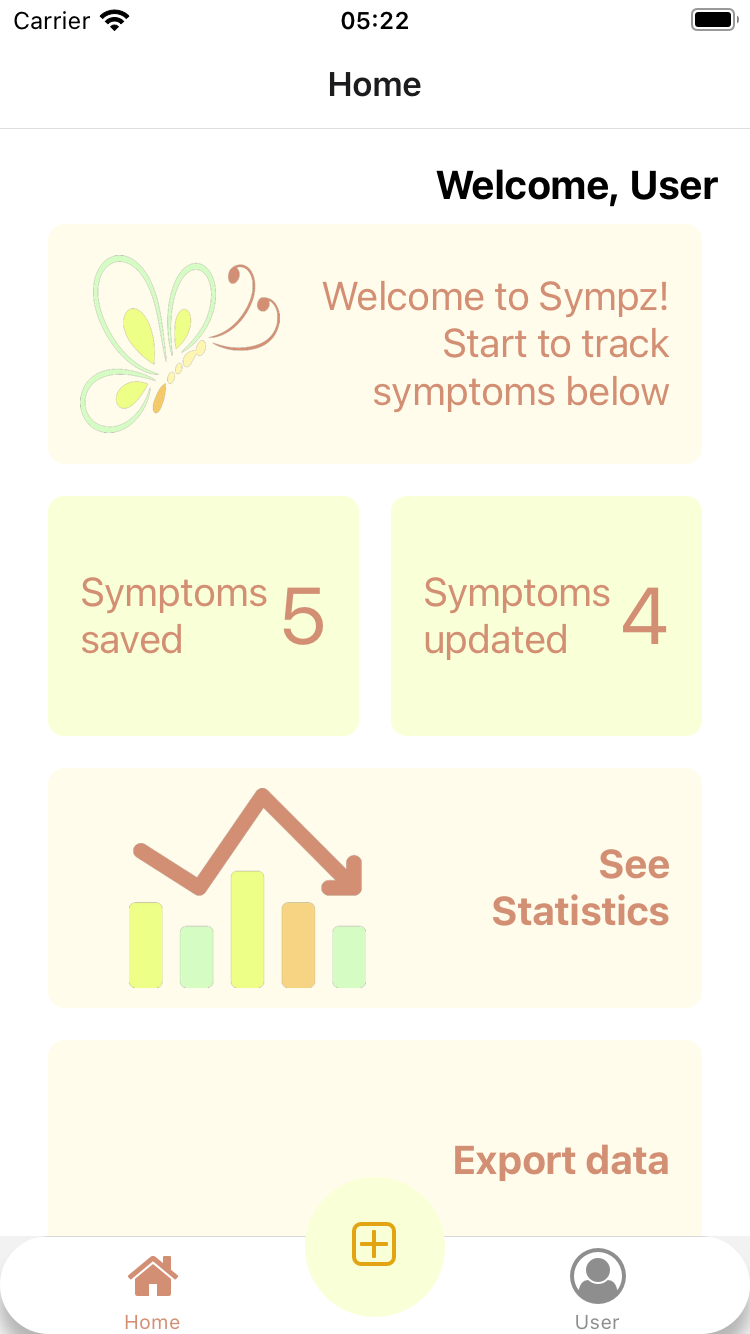 Carrier
05:22
Home
Welcome, User
Welcome to Sympz!
Start to track
symptoms below
Symptoms
saved
5
Symptoms
updated
4
See
Statistics
Export data
Home
User